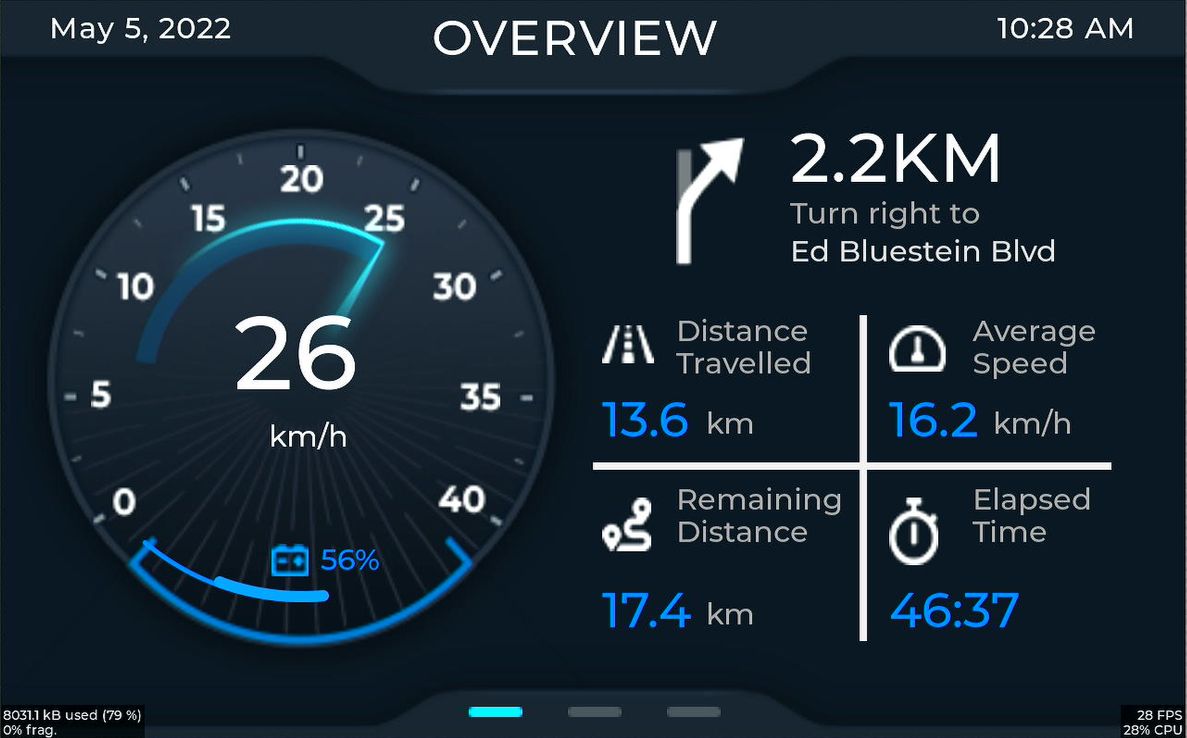 May 5, 2022
OVERVIEW
10:28 AM
20
15
25
10
30
26
5
35
km/h
0
40
56%
2.2KM
Turn right to
Ed Bluestein Blvd
Distance
Travelled
13.6 km
Average
Speed
16.2 km/h
Remaining
Distance
17.4 km
Elapsed
Time
46:37
8031.1 kB used (79 %)
0% frag.
28 FPS
28% CPU